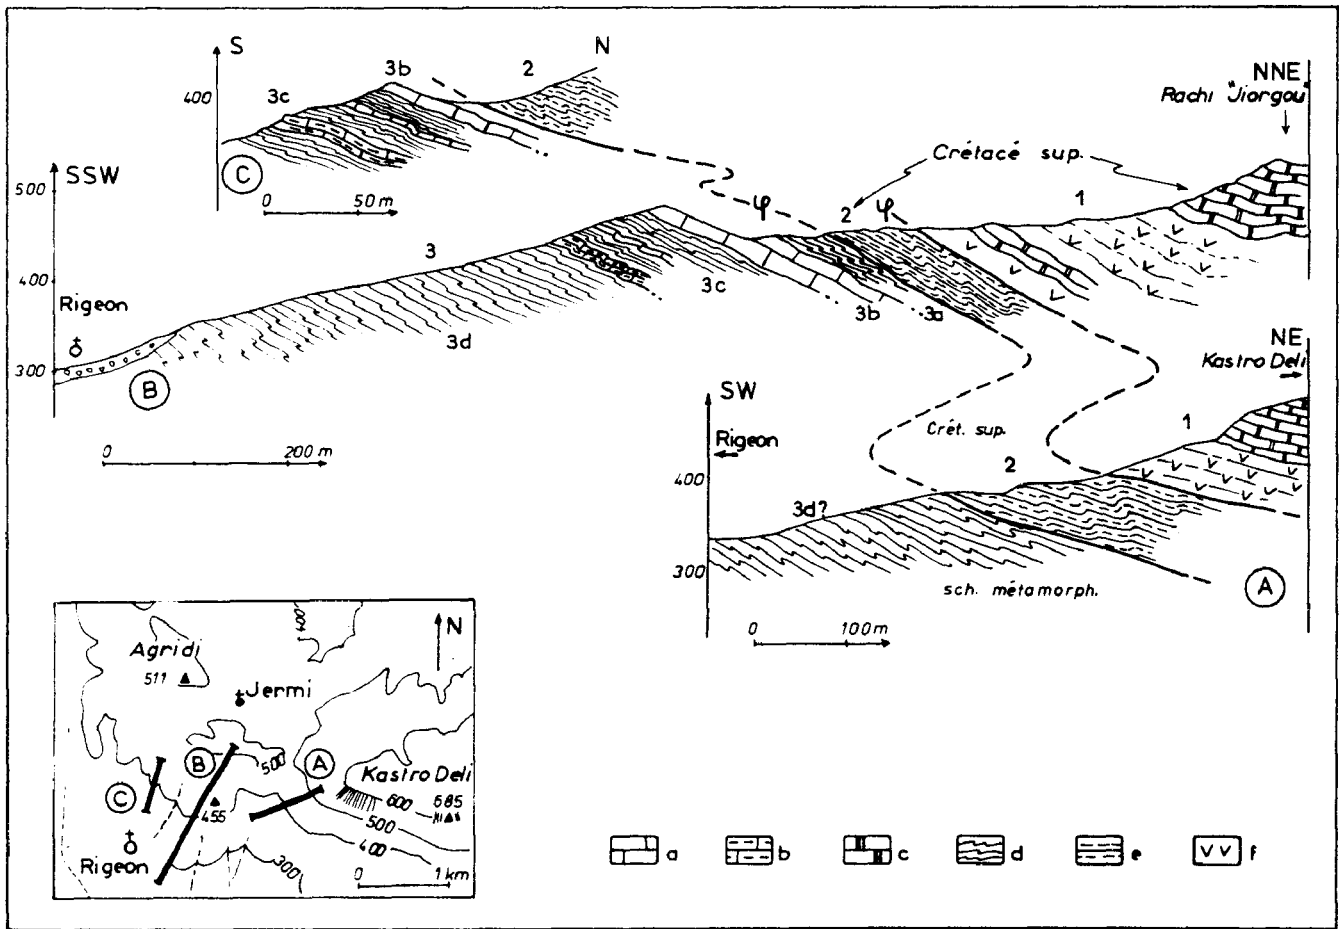 S
N
3b
2
3c
400
C
0 50 m
NNE
Rachi "Jiorgou"
Crétacé sup.
SSW
500
400
300
φ
2
φ
1
3
3c
3b
3a
3d
Rigeon
B
0 200 m
NE
Kastro Deli
SW
Rigeon
Crét. sup.
1
2
400
3d?
300
sch. métamorph.
A
0 100 m
N
400
Agridi
511
Jermi
B
500
A
C
Kastro Deli
600 685
455
500
400
Rigeon
300
0 1 km
a b c d e f